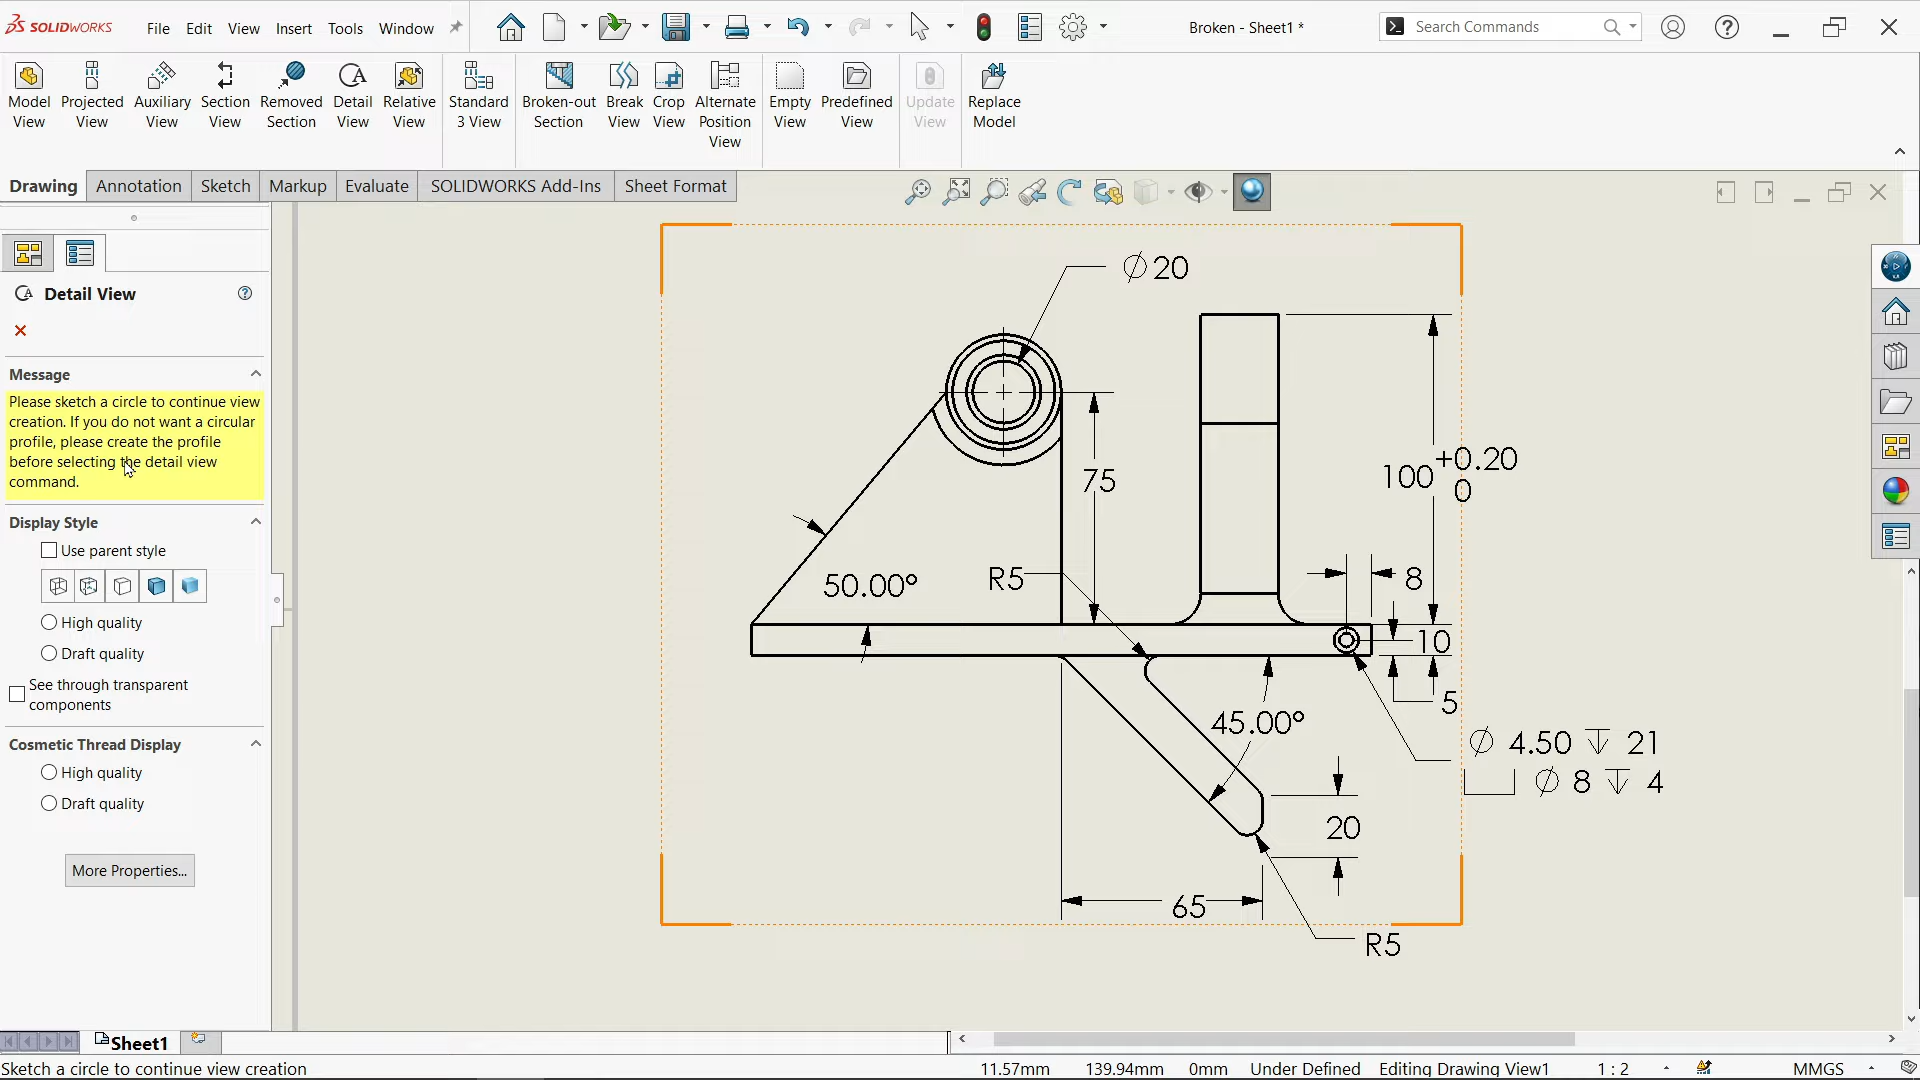 SOLIDWORKS
File Edit View Insert Tools Window
Broken - Sheet1 *
Search Commands
Model View
Projected View
Auxiliary View
Section View
Removed Section
Detail View
Relative View
Standard 3 View
Broken-out Section
Break View
Crop View
Alternate Position View
Empty View
Predefined View
Update View
Replace Model
Drawing Annotation Sketch Markup Evaluate SOLIDWORKS Add-Ins Sheet Format
Detail View
Message
Please sketch a circle to continue view
creation. If you do not want a circular
profile, please create the profile
before selecting the detail view
command.
Display Style
Use parent style
High quality
Draft quality
See through transparent
components
Cosmetic Thread Display
High quality
Draft quality
More Properties...
∅20
75
100 +0.20
0
50.00°
R5
8
10
5
45.00°
∅ 4.50 ↧ 21
⌴ ∅ 8 ↧ 4
20
65
R5
Sheet1
Sketch a circle to continue view creation
11.57mm 139.94mm 0mm Under Defined Editing Drawing View1 1 : 2 MMGS